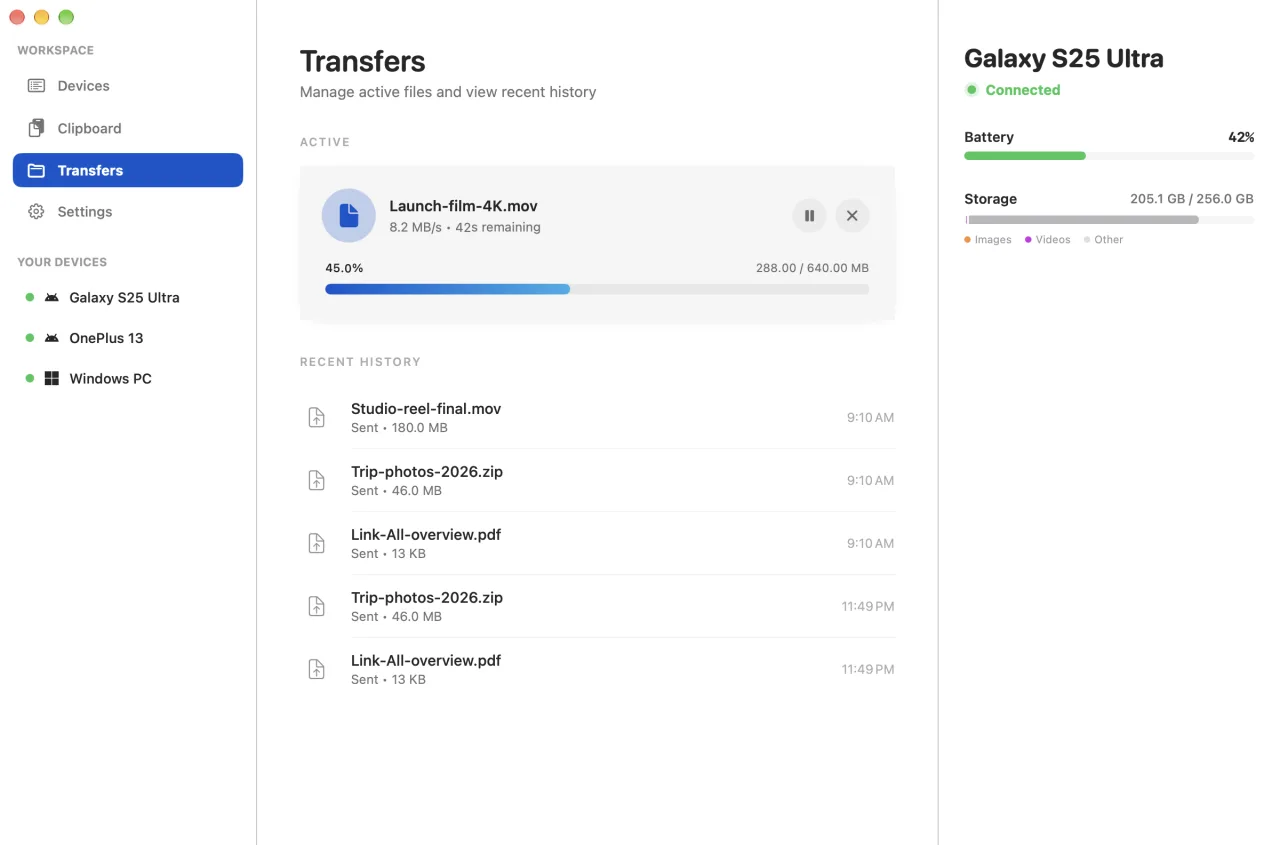 WORKSPACE
Devices
Clipboard
Transfers
Settings
YOUR DEVICES
Galaxy S25 Ultra
OnePlus 13
Windows PC
Transfers
Manage active files and view recent history
ACTIVE
Launch-film-4K.mov
8.2 MB/s • 42s remaining
45.0% 288.00 / 640.00 MB
RECENT HISTORY
Studio-reel-final.mov
Sent • 180.0 MB
9:10 AM
Trip-photos-2026.zip
Sent • 46.0 MB
9:10 AM
Link-All-overview.pdf
Sent • 13 KB
9:10 AM
Trip-photos-2026.zip
Sent • 46.0 MB
11:49 PM
Link-All-overview.pdf
Sent • 13 KB
11:49 PM
Galaxy S25 Ultra
Connected
Battery 42%
Storage 205.1 GB / 256.0 GB
Images Videos Other